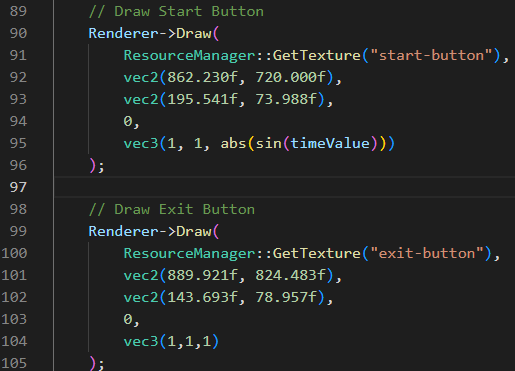 89 // Draw Start Button
90 Renderer->Draw(
91 ResourceManager::GetTexture("start-button"),
92 vec2(862.230f, 720.000f),
93 vec2(195.541f, 73.988f),
94 0,
95 vec3(1, 1, abs(sin(timeValue)))
96 );
97
98 // Draw Exit Button
99 Renderer->Draw(
100 ResourceManager::GetTexture("exit-button"),
101 vec2(889.921f, 824.483f),
102 vec2(143.693f, 78.957f),
103 0,
104 vec3(1,1,1)
105 );